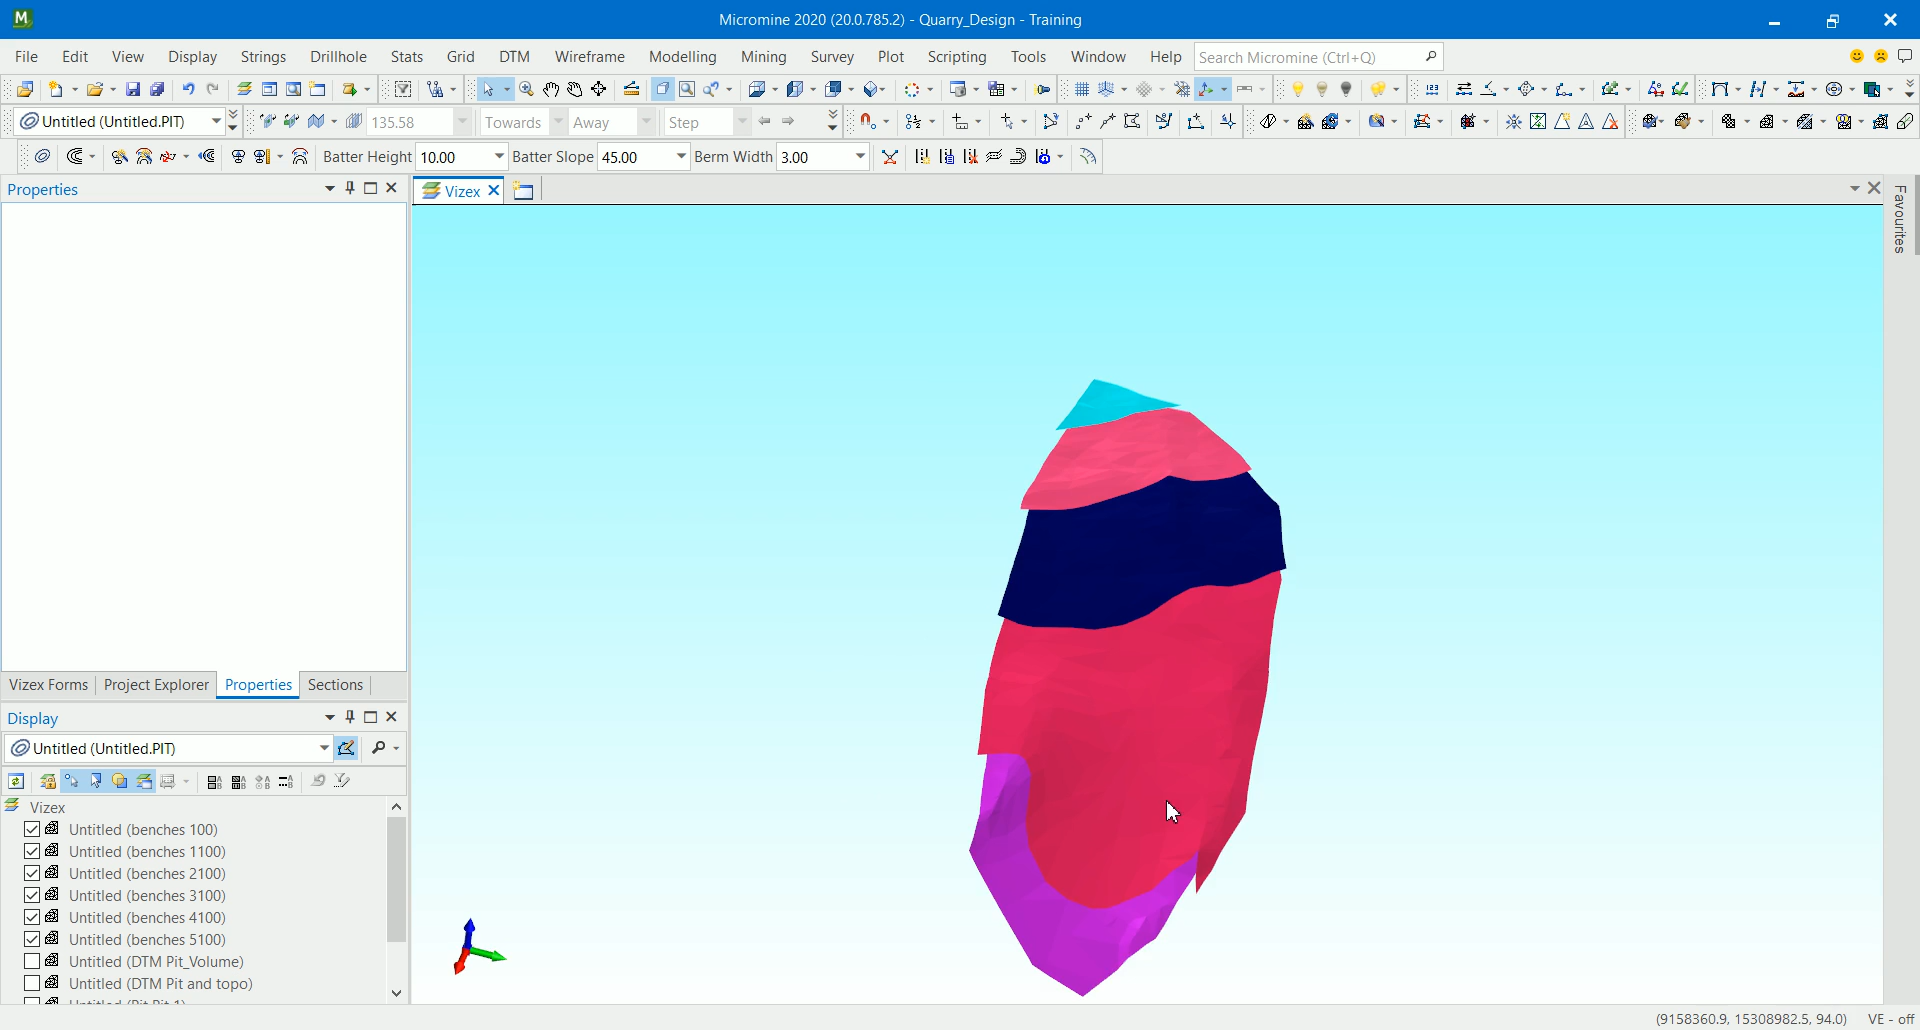 Micromine 2020 (20.0.785.2) - Quarry_Design - Training
File Edit View Display Strings Drillhole Stats Grid DTM Wireframe Modelling Mining Survey Plot Scripting Tools Window Help Search Micromine (Ctrl+Q)
Untitled (Untitled.PIT) 135.58 Towards Away Step
Batter Height 10.00 Batter Slope 45.00 Berm Width 3.00
Properties
Vizex
Favourites
Vizex Forms Project Explorer Properties Sections
Display
Untitled (Untitled.PIT)
Vizex
Untitled (benches 100)
Untitled (benches 1100)
Untitled (benches 2100)
Untitled (benches 3100)
Untitled (benches 4100)
Untitled (benches 5100)
Untitled (DTM Pit_Volume)
Untitled (DTM Pit and topo)
(9158360.9, 15308982.5, 94.0) VE - off